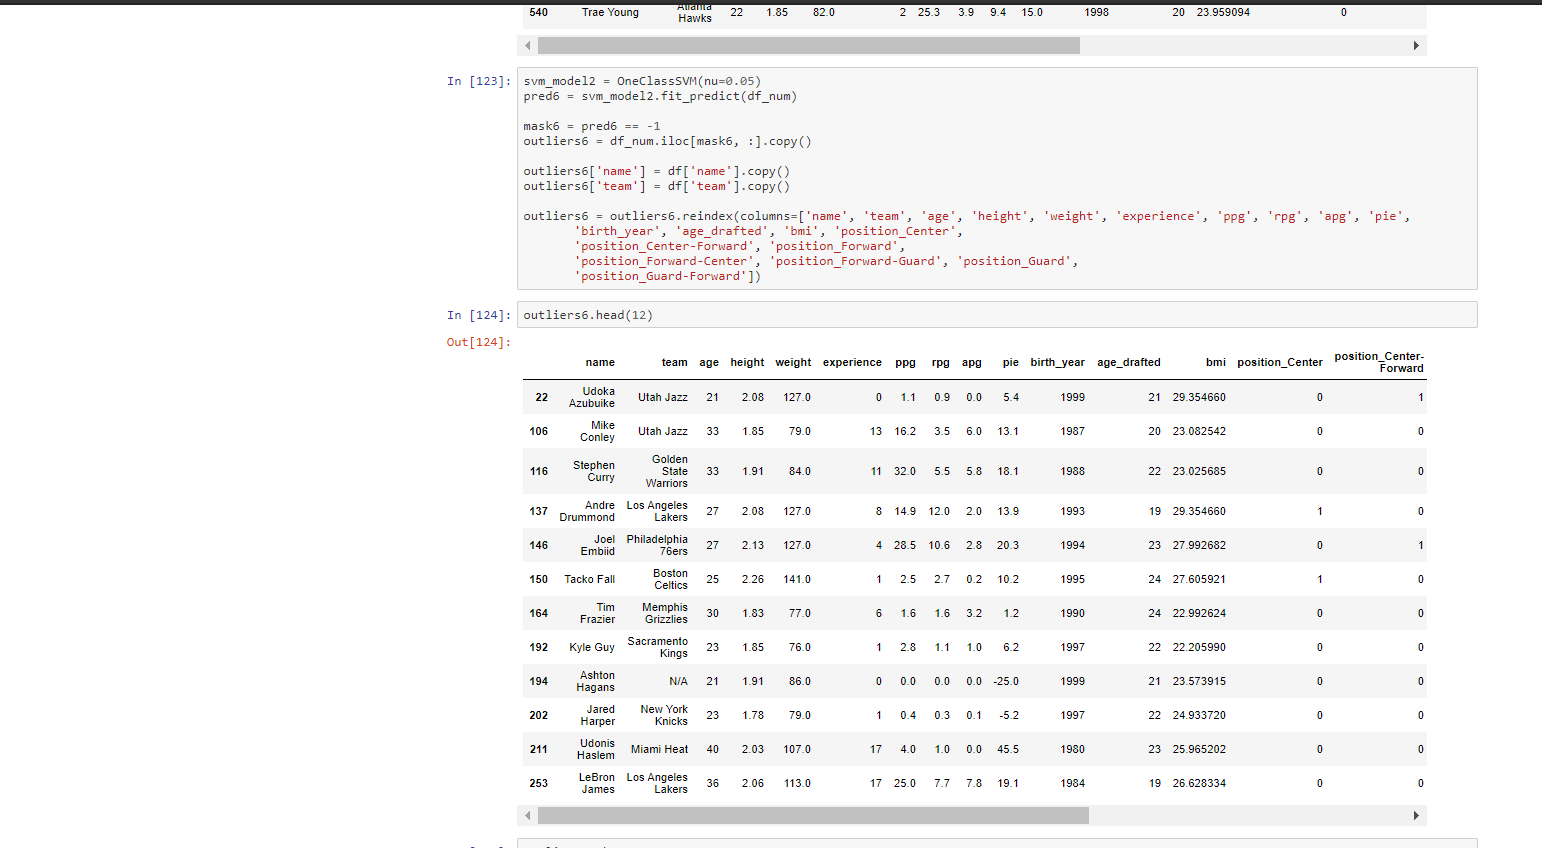 540 Trae Young Atlanta Hawks 22 1.85 82.0 2 25.3 3.9 9.4 15.0 1998 20 23.959094 0
In [123]: svm_model2 = OneClassSVM(nu=0.05)
pred6 = svm_model2.fit_predict(df_num)
mask6 = pred6 == -1
outliers6 = df_num.iloc[mask6, :].copy()
outliers6['name'] = df['name'].copy()
outliers6['team'] = df['team'].copy()
outliers6 = outliers6.reindex(columns=['name', 'team', 'age', 'height', 'weight', 'experience', 'ppg', 'rpg', 'apg', 'pie',
'birth_year', 'age_drafted', 'bmi', 'position_Center',
'position_Center-Forward', 'position_Forward',
'position_Forward-Center', 'position_Forward-Guard', 'position_Guard',
'position_Guard-Forward'])
In [124]: outliers6.head(12)
Out[124]:
name team age height weight experience ppg rpg apg pie birth_year age_drafted bmi position_Center position_Center-Forward
22 Udoka Azubuike Utah Jazz 21 2.08 127.0 0 1.1 0.9 0.0 5.4 1999 21 29.354660 0 1
106 Mike Conley Utah Jazz 33 1.85 79.0 13 16.2 3.5 6.0 13.1 1987 20 23.082542 0 0
116 Stephen Curry Golden State Warriors 33 1.91 84.0 11 32.0 5.5 5.8 18.1 1988 22 23.025685 0 0
137 Andre Drummond Los Angeles Lakers 27 2.08 127.0 8 14.9 12.0 2.0 13.9 1993 19 29.354660 1 0
146 Joel Embiid Philadelphia 76ers 27 2.13 127.0 4 28.5 10.6 2.8 20.3 1994 23 27.992682 0 1
150 Tacko Fall Boston Celtics 25 2.26 141.0 1 2.5 2.7 0.2 10.2 1995 24 27.605921 1 0
164 Tim Frazier Memphis Grizzlies 30 1.83 77.0 6 1.6 1.6 3.2 1.2 1990 24 22.992624 0 0
192 Kyle Guy Sacramento Kings 23 1.85 76.0 1 2.8 1.1 1.0 6.2 1997 22 22.205990 0 0
194 Ashton Hagans N/A 21 1.91 86.0 0 0.0 0.0 0.0 -25.0 1999 21 23.573915 0 0
202 Jared Harper New York Knicks 23 1.78 79.0 1 0.4 0.3 0.1 -5.2 1997 22 24.933720 0 0
211 Udonis Haslem Miami Heat 40 2.03 107.0 17 4.0 1.0 0.0 45.5 1980 23 25.965202 0 0
253 LeBron James Los Angeles Lakers 36 2.06 113.0 17 25.0 7.7 7.8 19.1 1984 19 26.628334 0 0